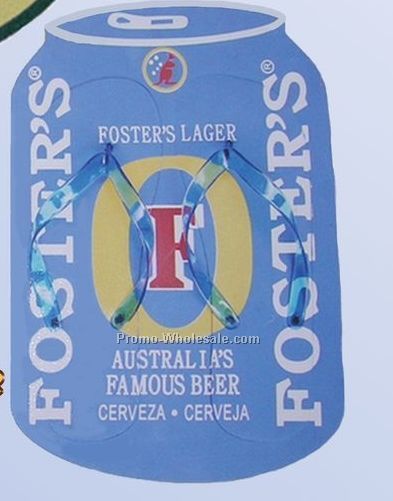 FOSTER'S®
FOSTER'S LAGER
F
Promo-Wholesale.com
AUSTRALIA'S
FAMOUS BEER
CERVEZA • CERVEJA
FOSTER'S®